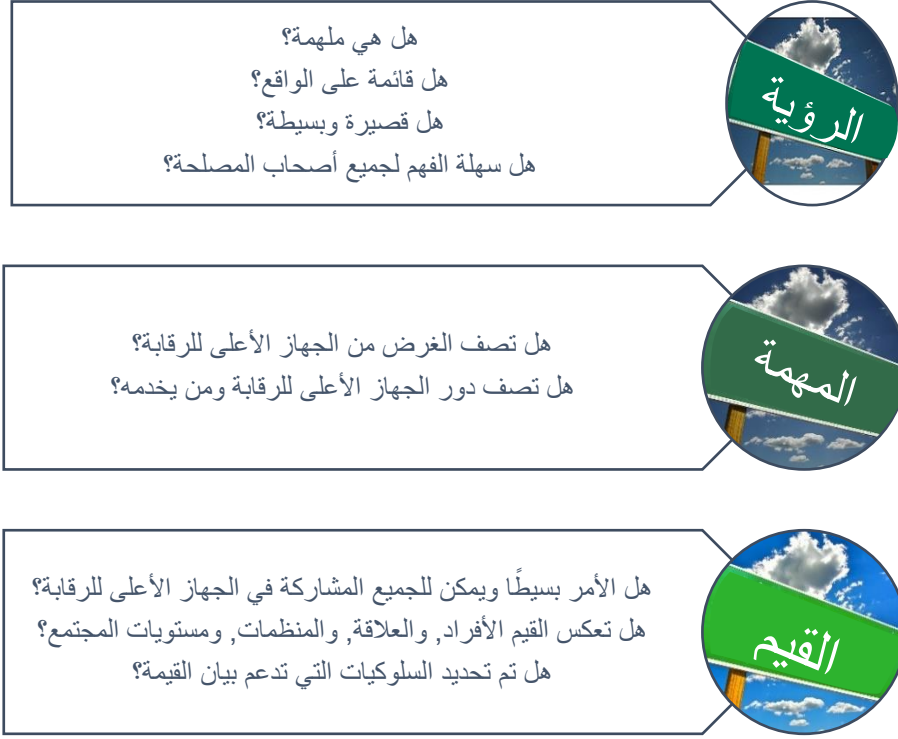 الرؤية
هل هي ملهمة؟
هل قائمة على الواقع؟
هل قصيرة وبسيطة؟
هل سهلة الفهم لجميع أصحاب المصلحة؟
المهمة
هل تصف الغرض من الجهاز الأعلى للرقابة؟
هل تصف دور الجهاز الأعلى للرقابة ومن يخدمه؟
القيم
هل الأمر بسيطًا ويمكن للجميع المشاركة في الجهاز الأعلى للرقابة؟
هل تعكس القيم الأفراد, والعلاقة, والمنظمات, ومستويات المجتمع؟
هل تم تحديد السلوكيات التي تدعم بيان القيمة؟